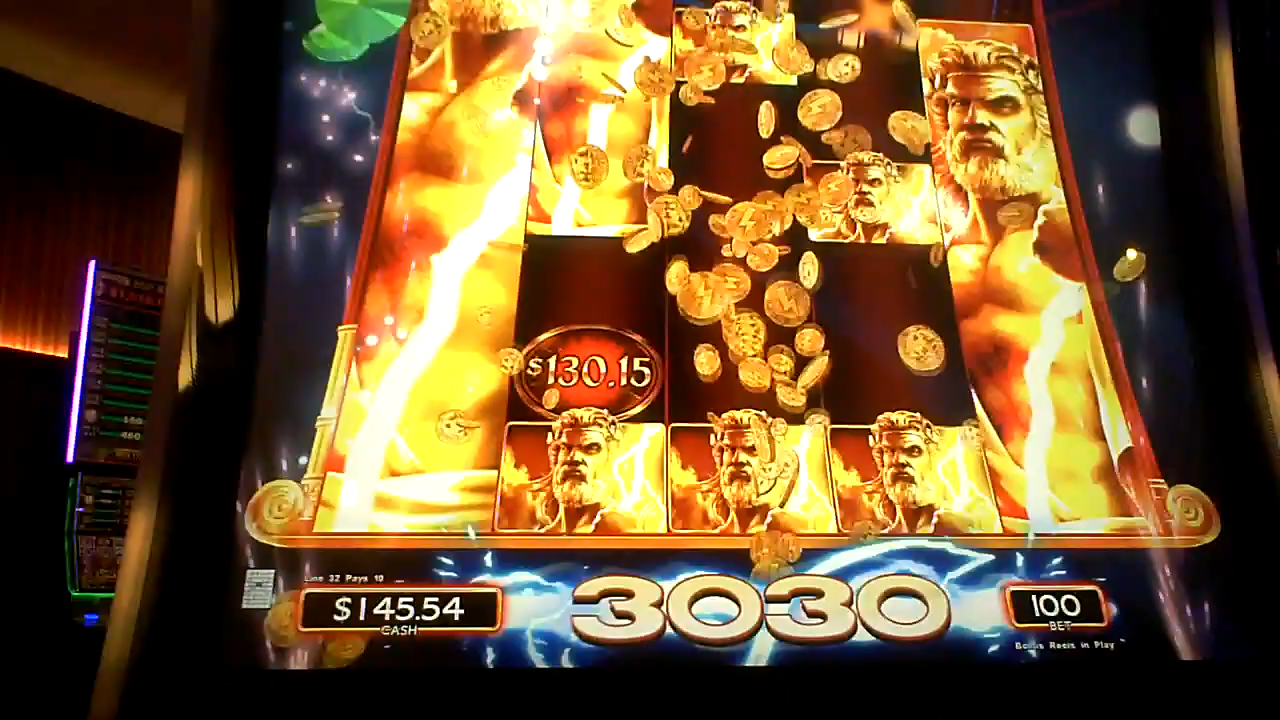 $130.15
Line 32 Pays 10
$145.54
CASH
3030
100
BET
Bonus Reels in Play